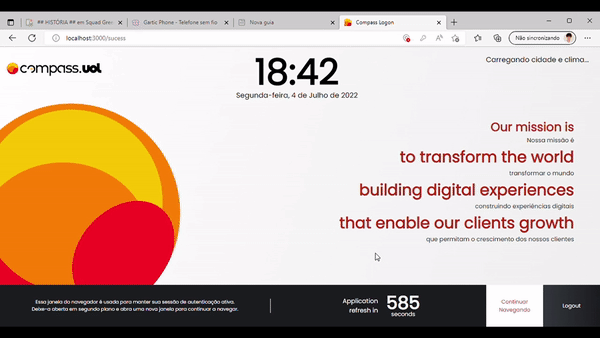 ## HISTORIA ## em Squad Gre
Gartic Phone - Telefone sem fio
Nova guia
Compass Logon
localhost:3000/sucess
Não sincronizando
compass.uol
18:42
Segunda-feira, 4 de Julho de 2022
Carregando cidade e clima...
Our mission is
Nossa missão é
to transform the world
transformar o mundo
building digital experiences
construindo experiências digitais
that enable our clients growth
que permitam o crescimento dos nossos clientes
Essa janela do navegador é usada para manter sua sessão de autenticação ativa.
Deixe-a aberta em segundo plano e abra uma nova janela para continuar a navegar.
Application
refresh in
585
seconds
Continuar
Navegando
Logout